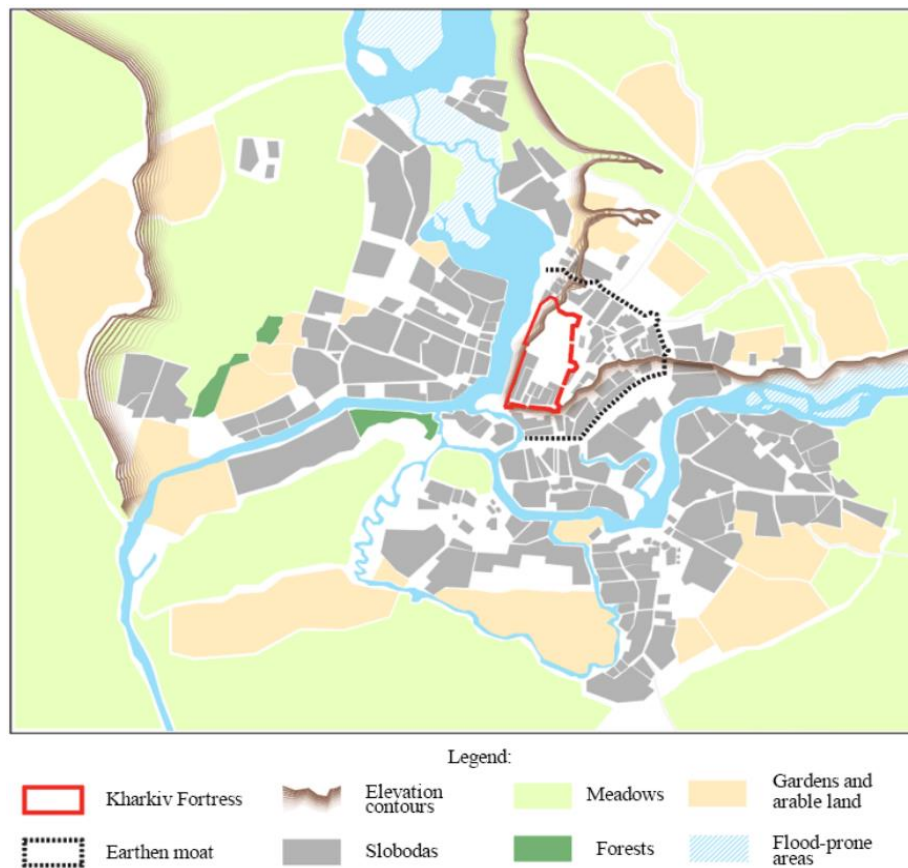 Legend:
Kharkiv Fortress
Elevation
contours
Meadows
Gardens and
arable land
Earthen moat
Slobodas
Forests
Flood-prone
areas